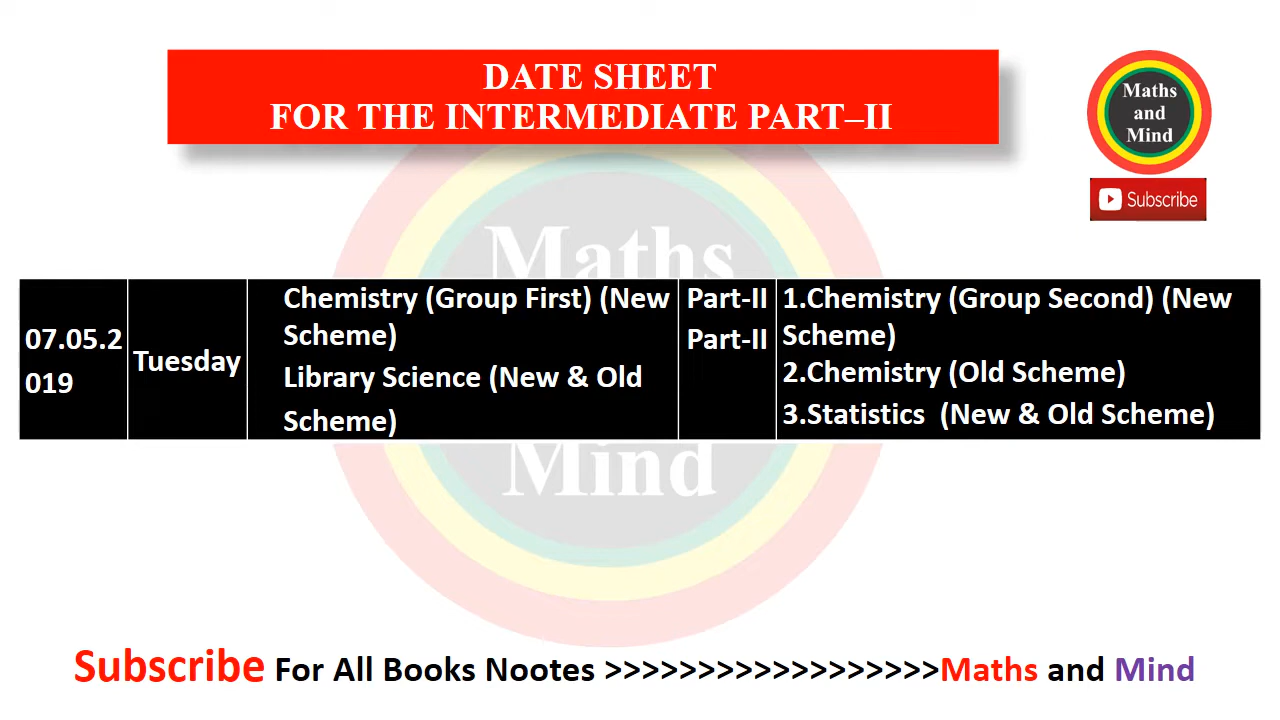 DATE SHEET
FOR THE INTERMEDIATE PART–II
Maths
and
Mind
Subscribe
Maths
07.05.2
019
Tuesday
Chemistry (Group First) (New
Scheme)
Library Science (New & Old
Scheme)
Part-II
Part-II
1.Chemistry (Group Second) (New
Scheme)
2.Chemistry (Old Scheme)
3.Statistics (New & Old Scheme)
Mind
Subscribe For All Books Nootes >>>>>>>>>>>>>>>>>>Maths and Mind